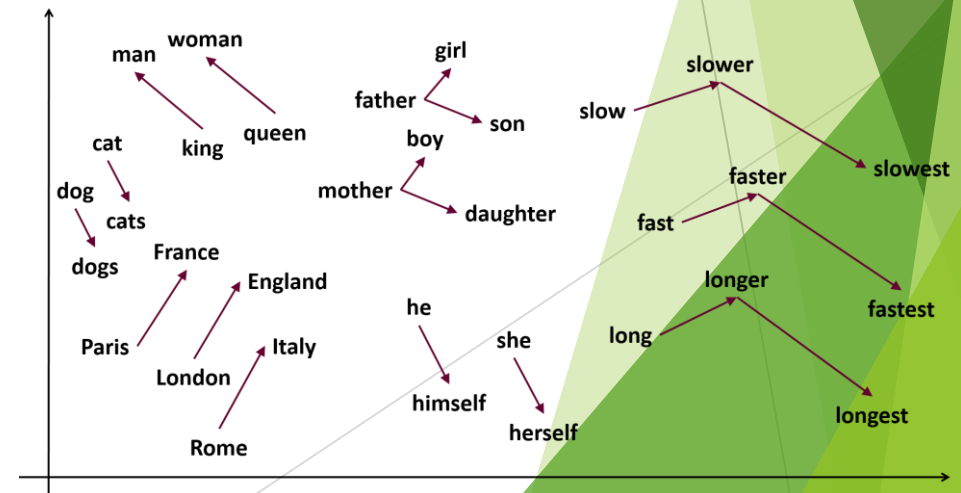 woman
man
king
queen
cat
dog
cats
dogs
France
England
Paris
London
Italy
Rome
girl
father
son
boy
mother
daughter
he
she
himself
herself
slower
slow
slowest
faster
fast
fastest
longer
long
longest